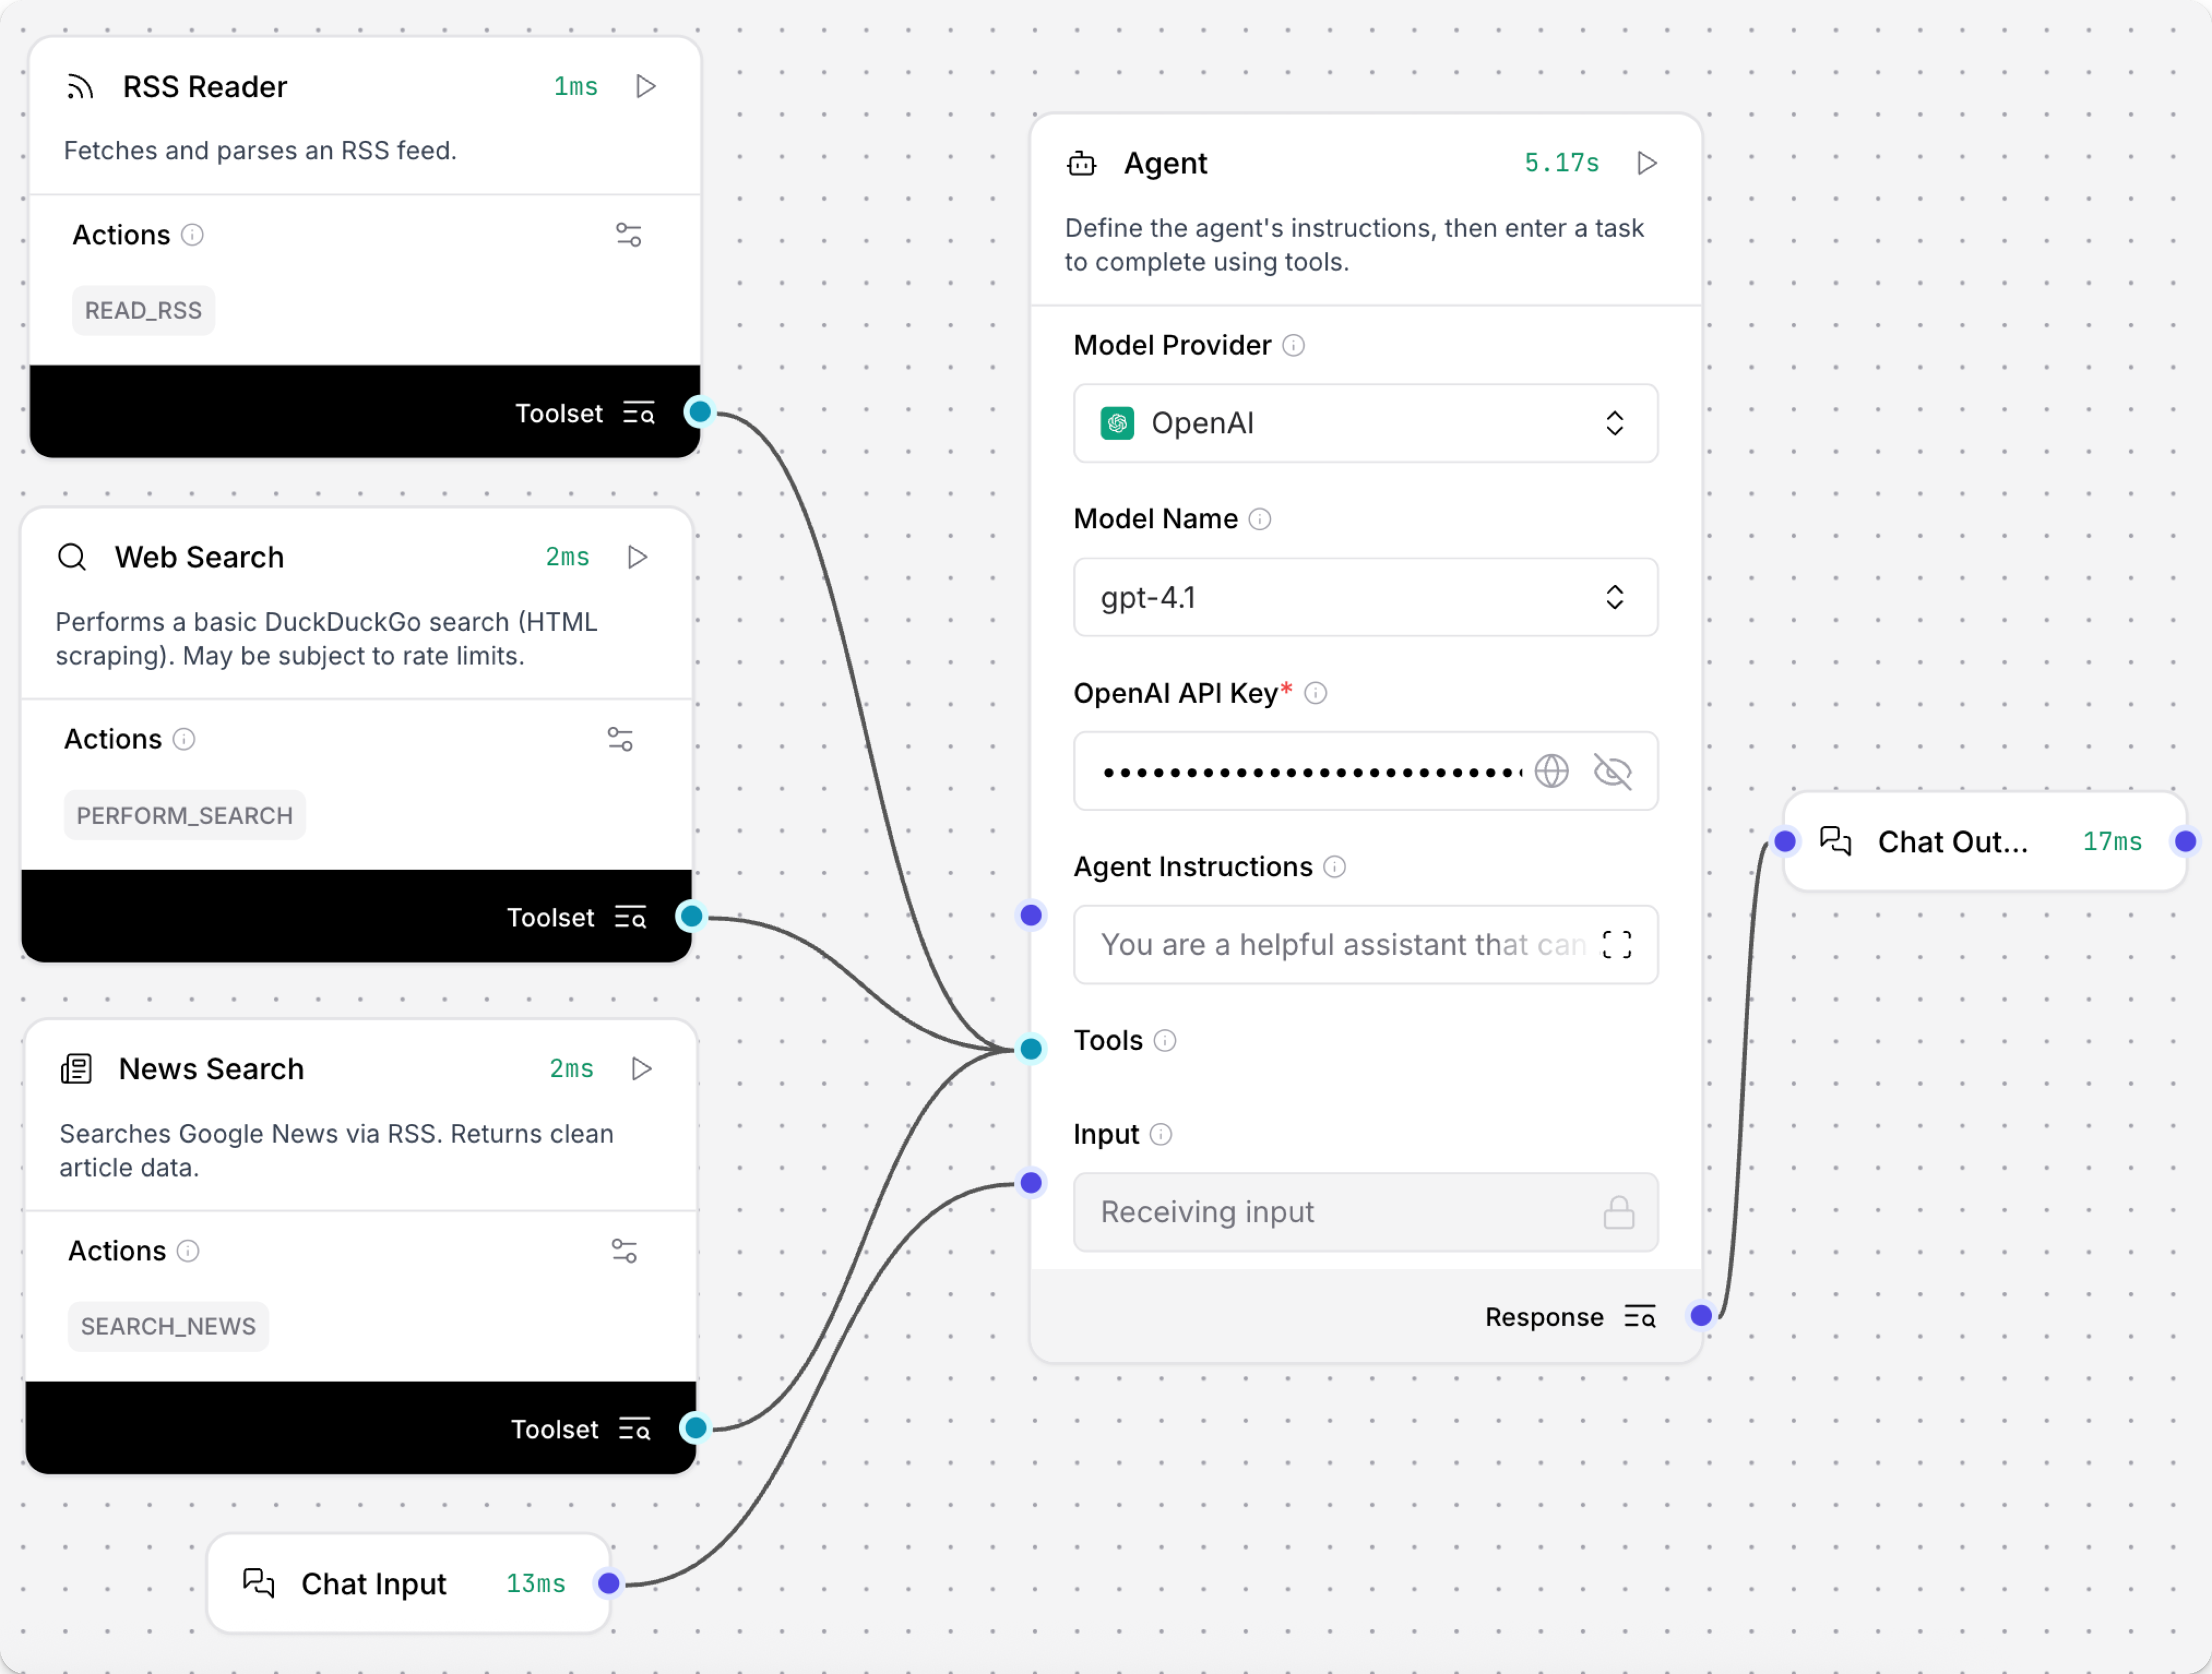 RSS Reader
1ms
Fetches and parses an RSS feed.
Actions
READ_RSS
Toolset
Web Search
2ms
Performs a basic DuckDuckGo search (HTML
scraping). May be subject to rate limits.
Actions
PERFORM_SEARCH
Toolset
News Search
2ms
Searches Google News via RSS. Returns clean
article data.
Actions
SEARCH_NEWS
Toolset
Chat Input
13ms
Agent
5.17s
Define the agent's instructions, then enter a task
to complete using tools.
Model Provider
OpenAI
Model Name
gpt-4.1
OpenAI API Key*
Agent Instructions
You are a helpful assistant that can
Tools
Input
Receiving input
Response
Chat Out...
17ms